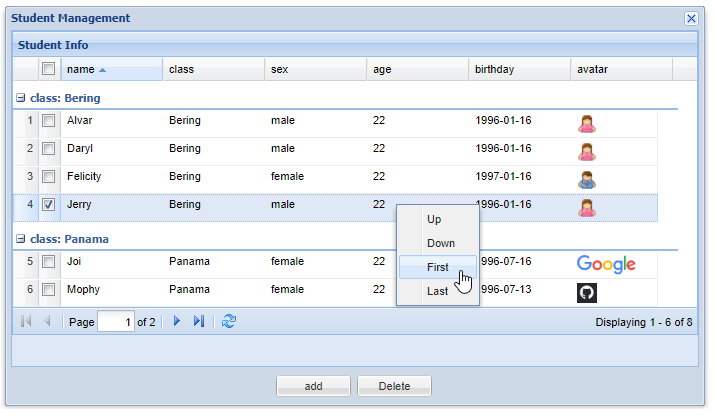 Student Management
Student Info
name class sex age birthday avatar
class: Bering
1 Alvar Bering male 22 1996-01-16
2 Daryl Bering male 22 1996-01-16
3 Felicity Bering female 22 1997-01-16
4 Jerry Bering male 22 1996-01-16
Up
Down
First
Last
class: Panama
5 Joi Panama female 22 1996-07-16 Google
6 Mophy Panama female 22 1996-07-13
Page 1 of 2 Displaying 1 - 6 of 8
add Delete